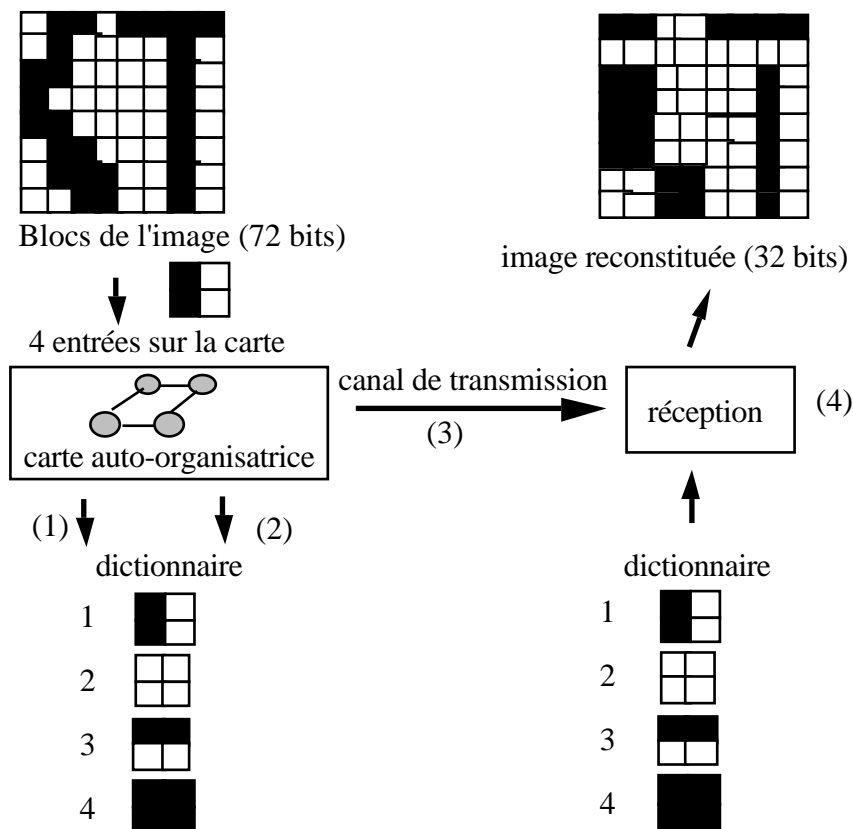 Blocs de l'image (72 bits)
image reconstituée (32 bits)
4 entrées sur la carte
canal de transmission
(3)
réception
(4)
carte auto-organisatrice
(1)
(2)
dictionnaire
1
2
3
4
dictionnaire
1
2
3
4